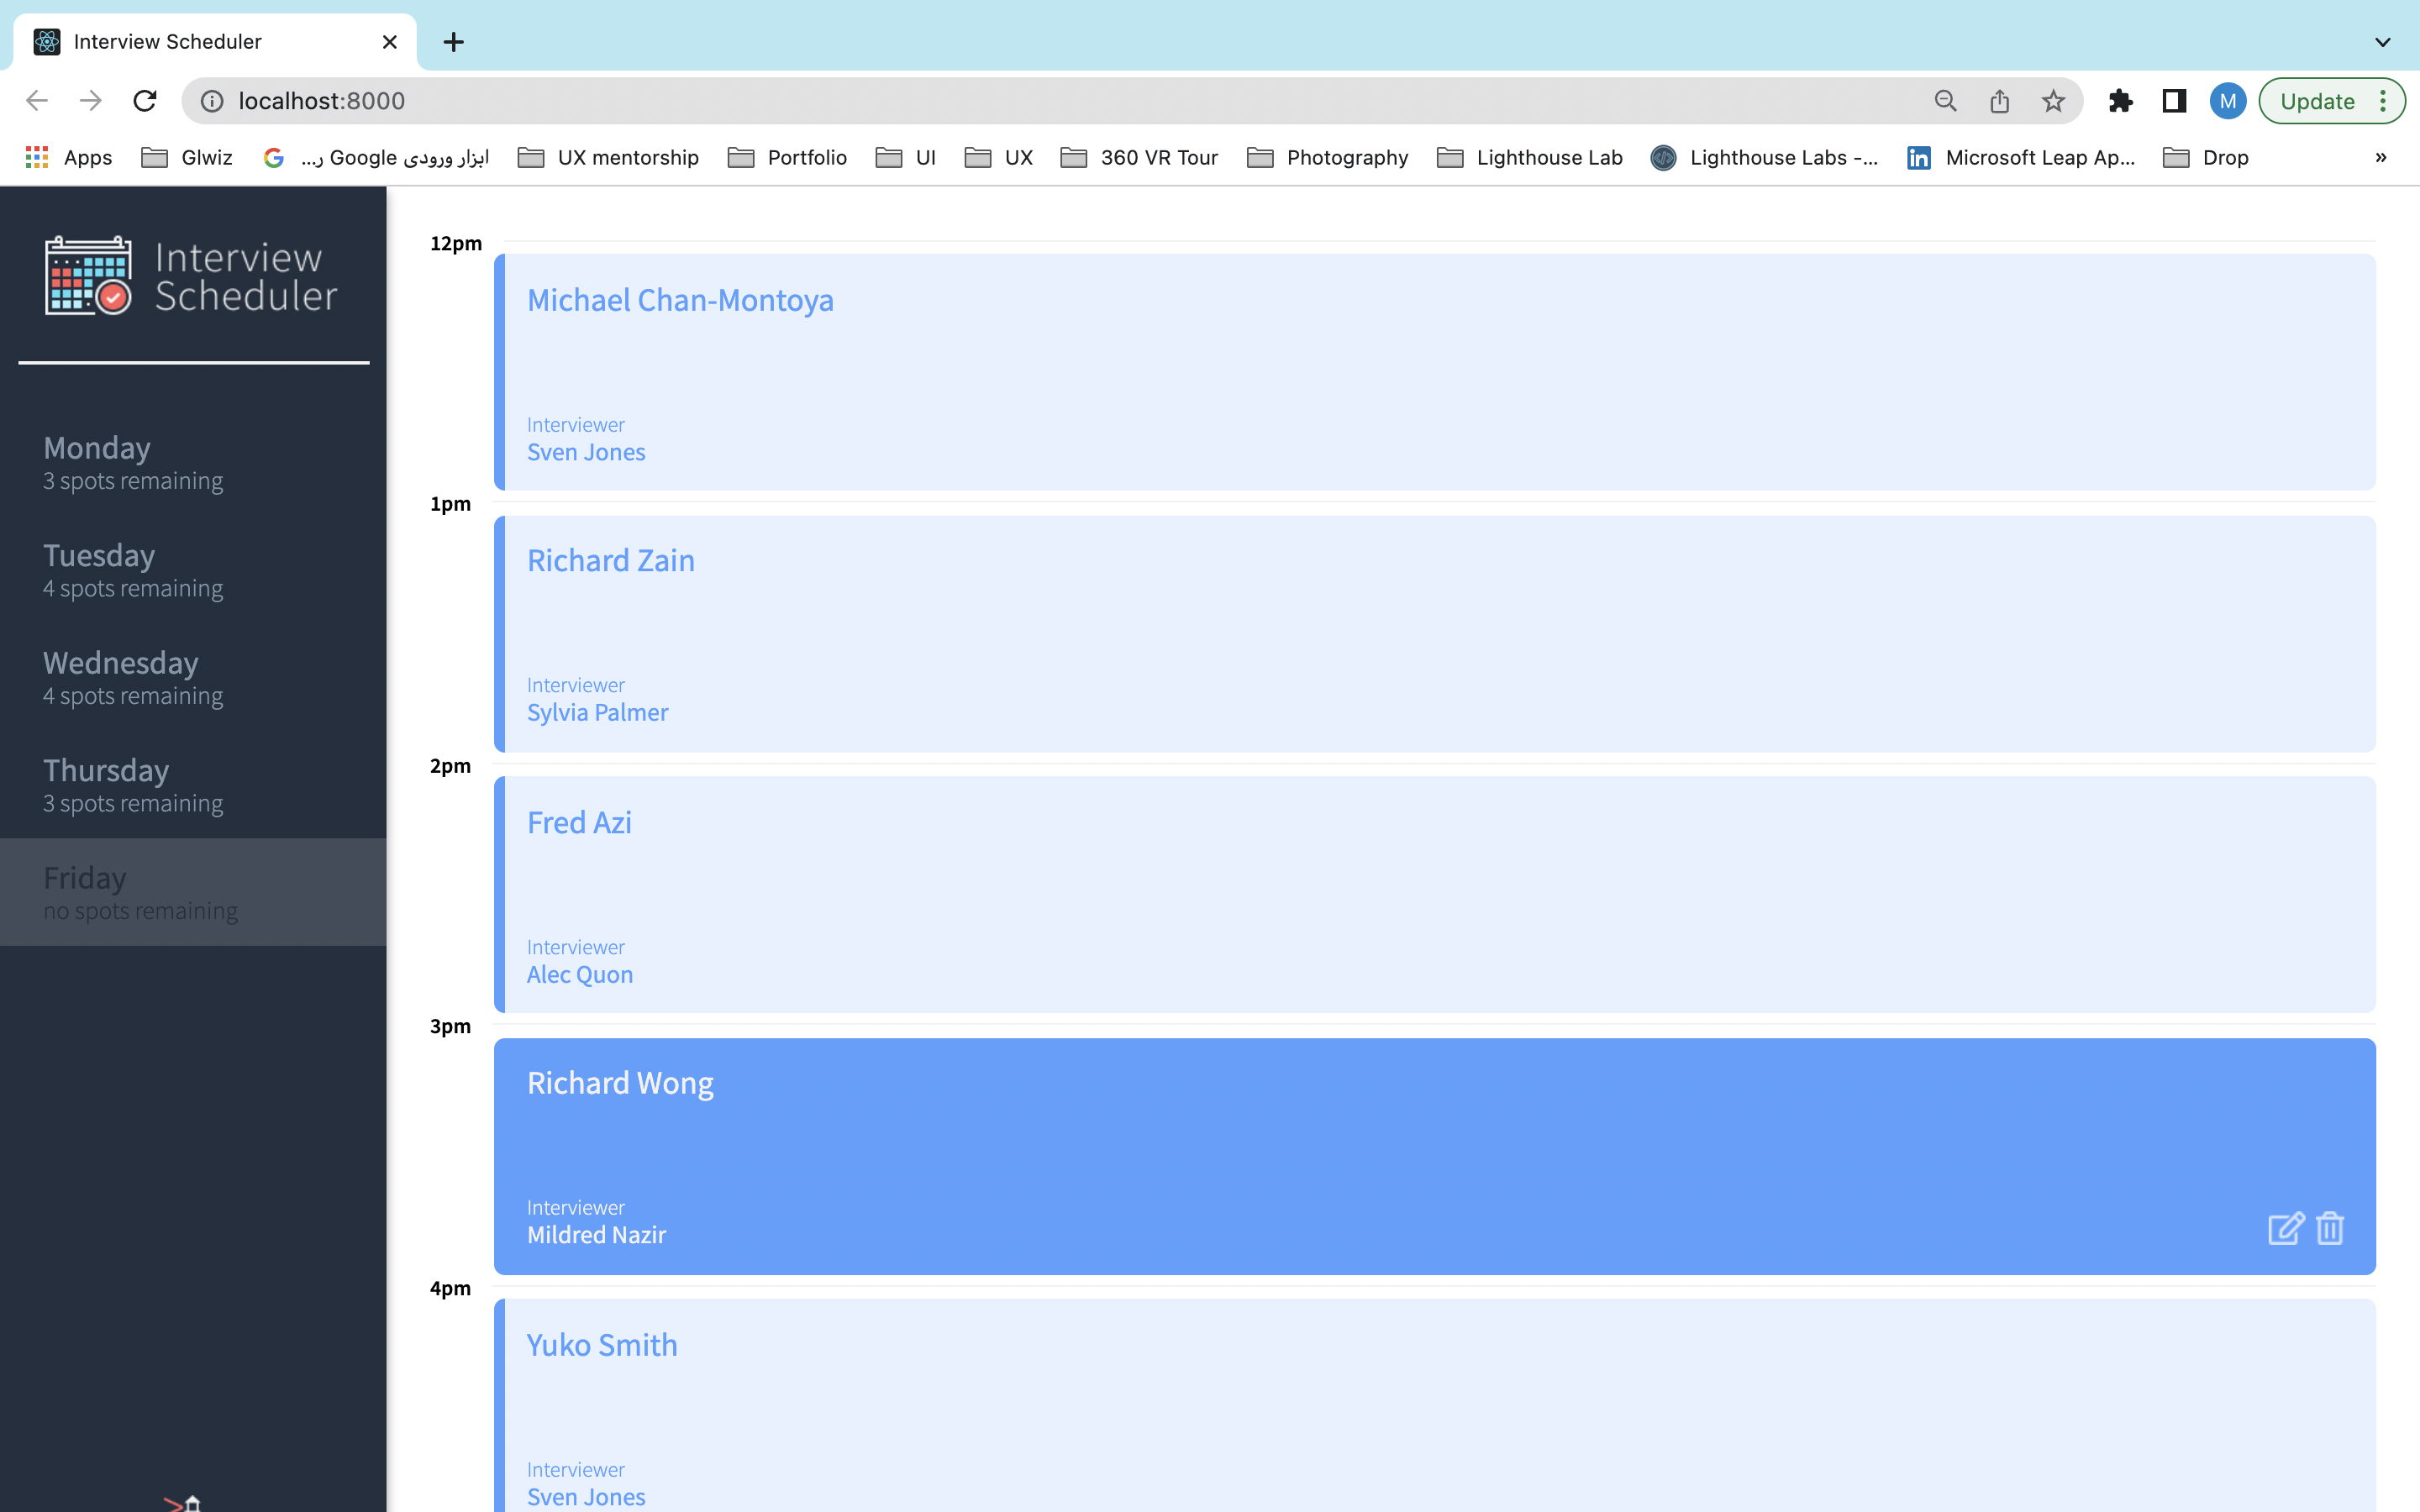 Interview Scheduler
localhost:8000
M
Update
Apps
Glwiz
ابزار ورودی Google ر...
UX mentorship
Portfolio
UI
UX
360 VR Tour
Photography
Lighthouse Lab
Lighthouse Labs -...
Microsoft Leap Ap...
Drop
»
Interview
Scheduler
Monday
3 spots remaining
Tuesday
4 spots remaining
Wednesday
4 spots remaining
Thursday
3 spots remaining
Friday
no spots remaining
12pm
Michael Chan-Montoya
Interviewer
Sven Jones
1pm
Richard Zain
Interviewer
Sylvia Palmer
2pm
Fred Azi
Interviewer
Alec Quon
3pm
Richard Wong
Interviewer
Mildred Nazir
4pm
Yuko Smith
Interviewer
Sven Jones